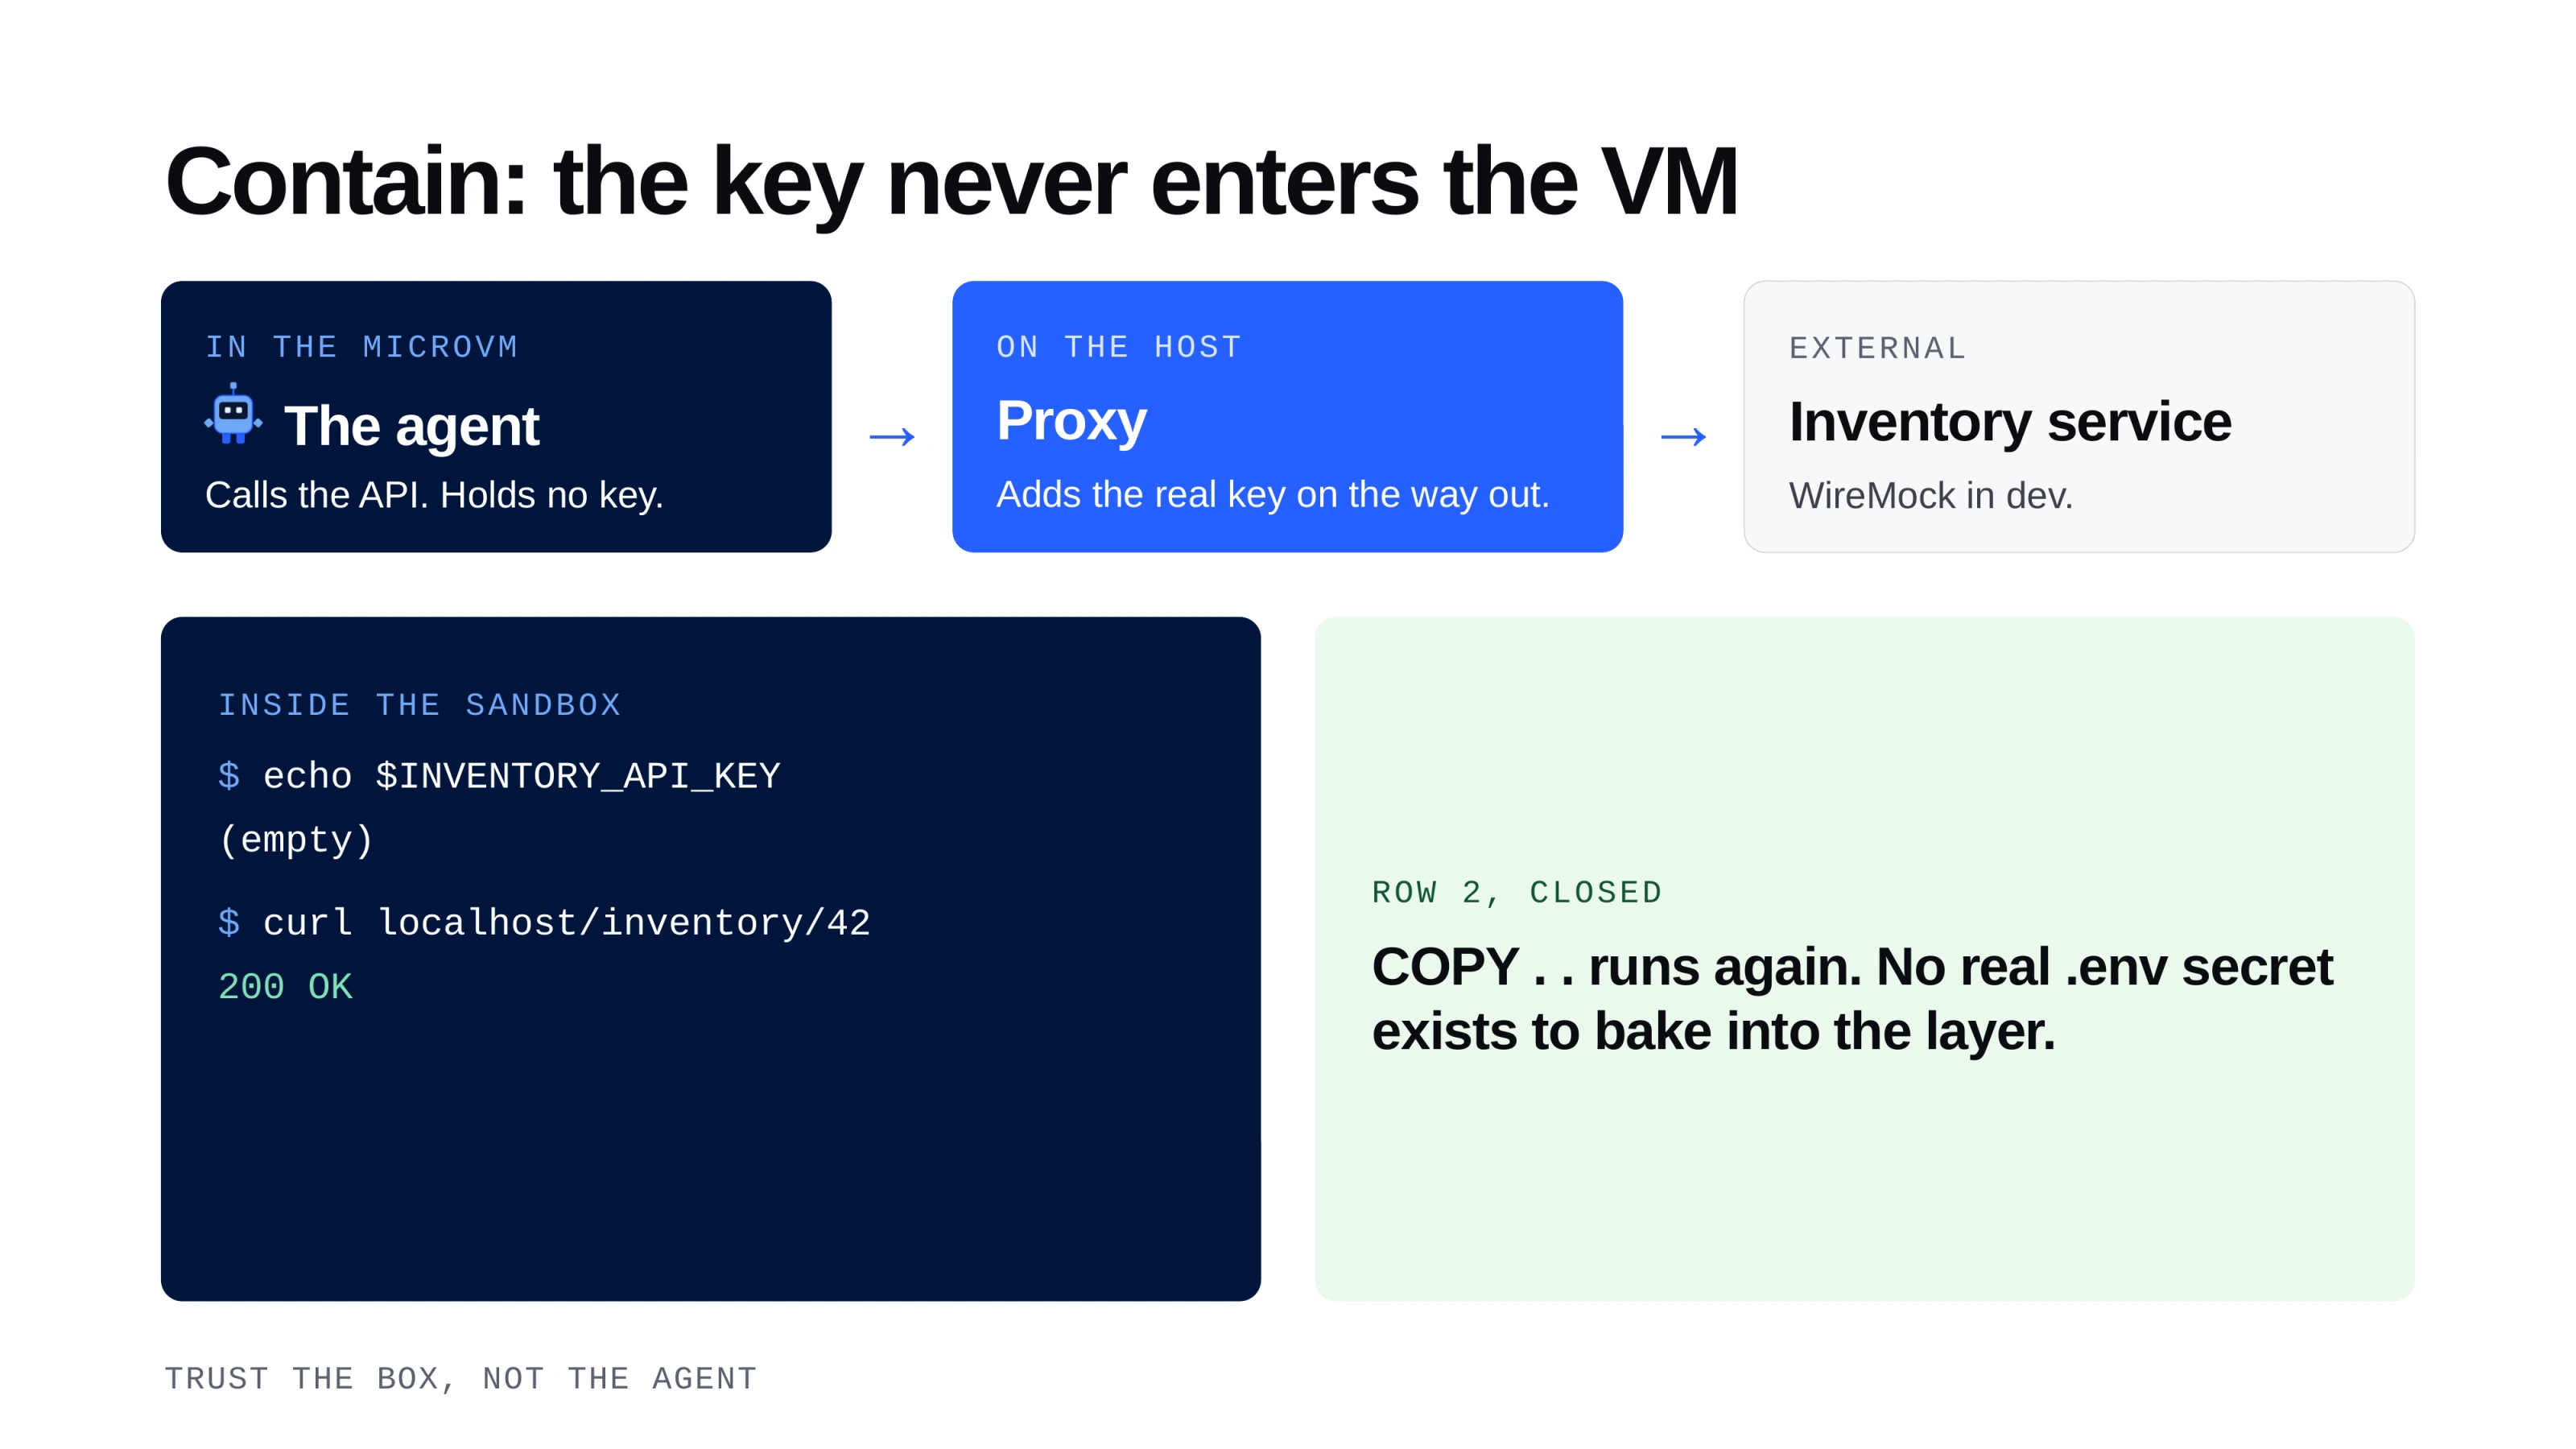 Contain: the key never enters the VM
IN THE MICROVM
The agent
Calls the API. Holds no key.
→
ON THE HOST
Proxy
Adds the real key on the way out.
→
EXTERNAL
Inventory service
WireMock in dev.
INSIDE THE SANDBOX
$ echo $INVENTORY_API_KEY
(empty)
$ curl localhost/inventory/42
200 OK
ROW 2, CLOSED
COPY . . runs again. No real .env secret
exists to bake into the layer.
TRUST THE BOX, NOT THE AGENT